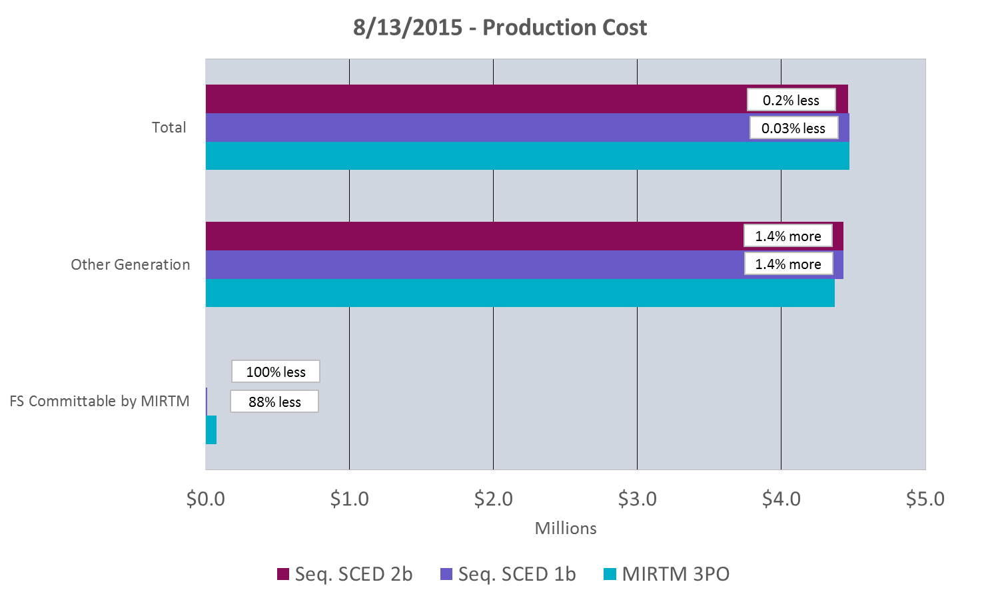 8/13/2015 - Production Cost
Total
0.2% less
0.03% less
Other Generation
1.4% more
1.4% more
FS Committable by MIRTM
100% less
88% less
$0.0 $1.0 $2.0 $3.0 $4.0 $5.0
Millions
Seq. SCED 2b Seq. SCED 1b MIRTM 3PO